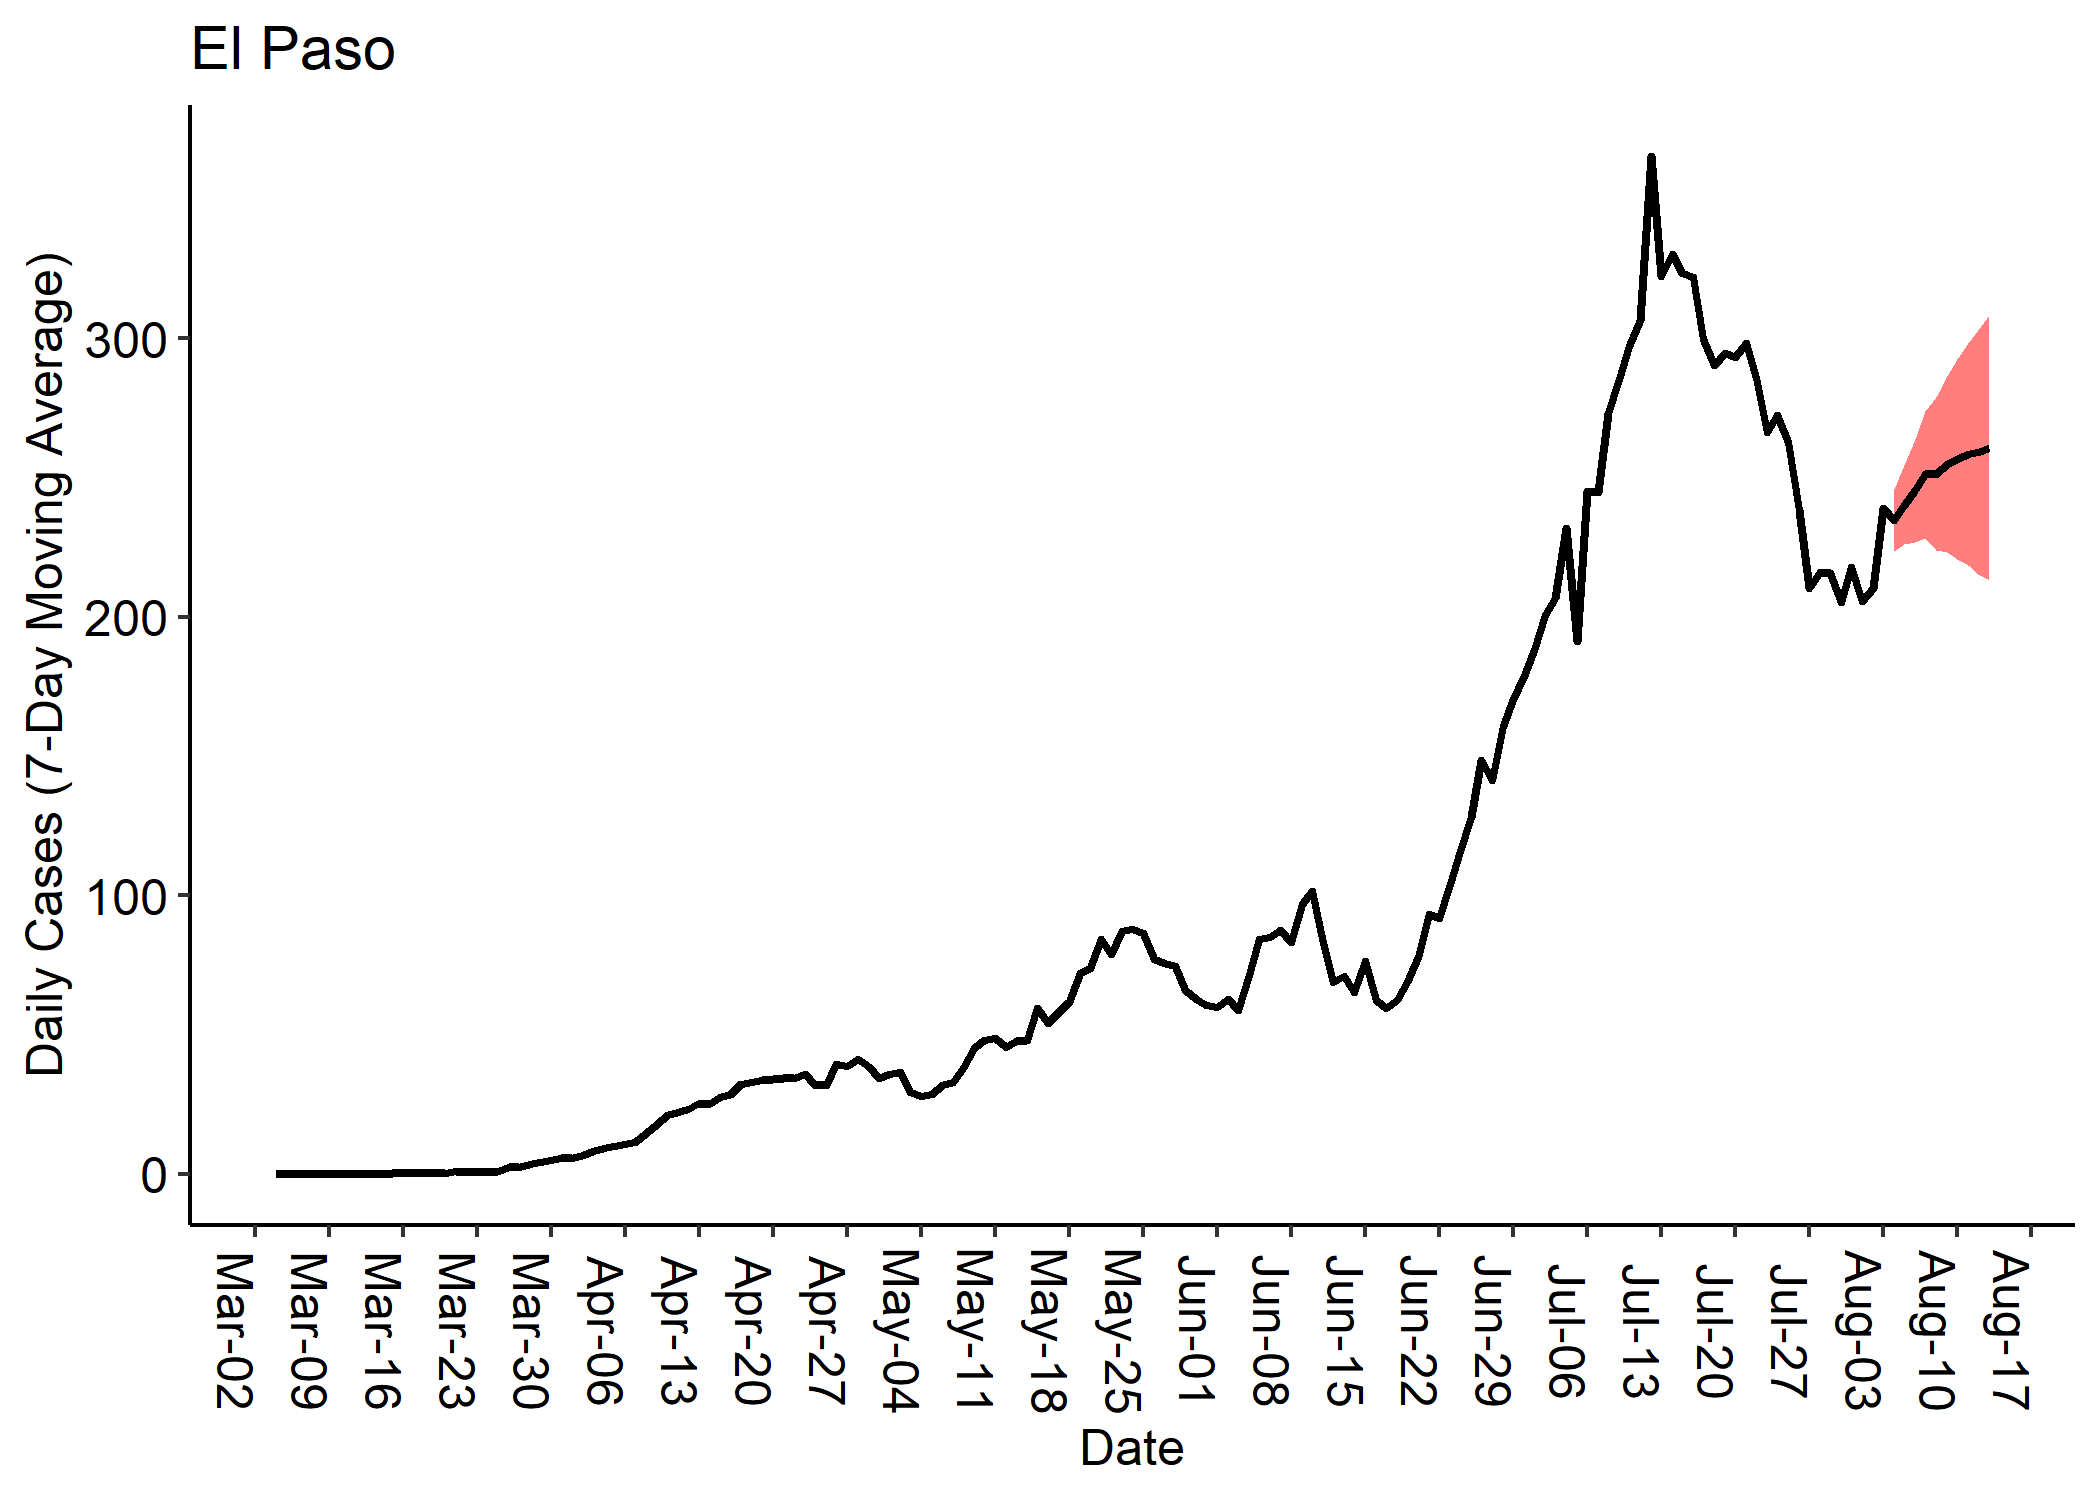 El Paso
Daily Cases (7-Day Moving Average)
300
200
100
0
Mar-02
Mar-09
Mar-16
Mar-23
Mar-30
Apr-06
Apr-13
Apr-20
Apr-27
May-04
May-11
May-18
May-25
Jun-01
Jun-08
Jun-15
Jun-22
Jun-29
Jul-06
Jul-13
Jul-20
Jul-27
Aug-03
Aug-10
Aug-17
Date